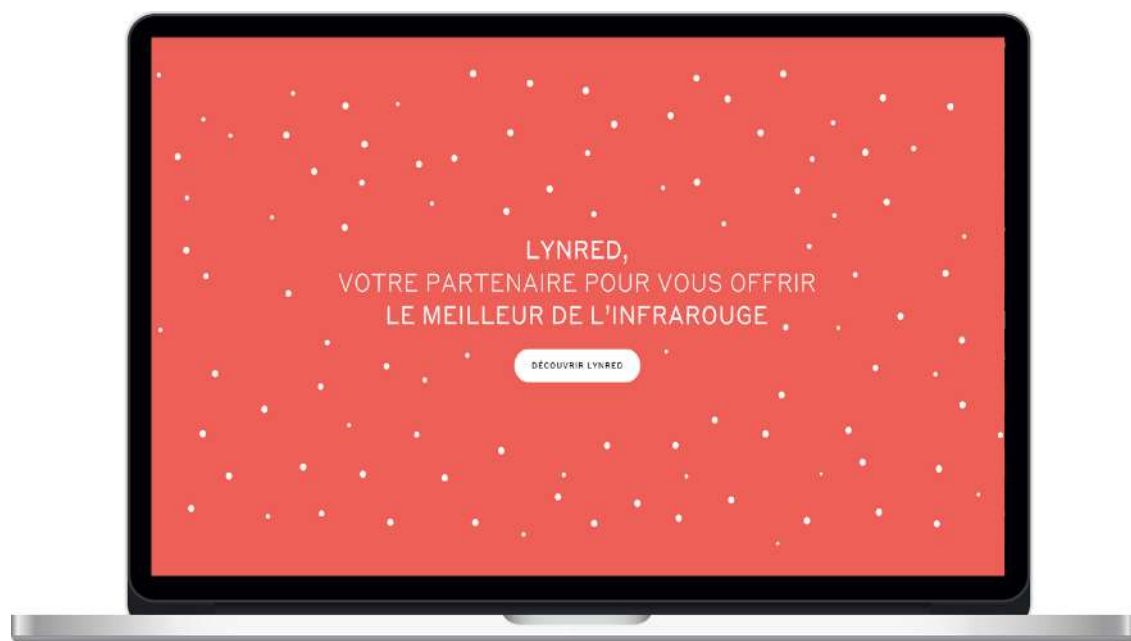 LYNRED,
VOTRE PARTENAIRE POUR VOUS OFFRIR
LE MEILLEUR DE L'INFRAROUGE
DÉCOUVRIR LYNRED